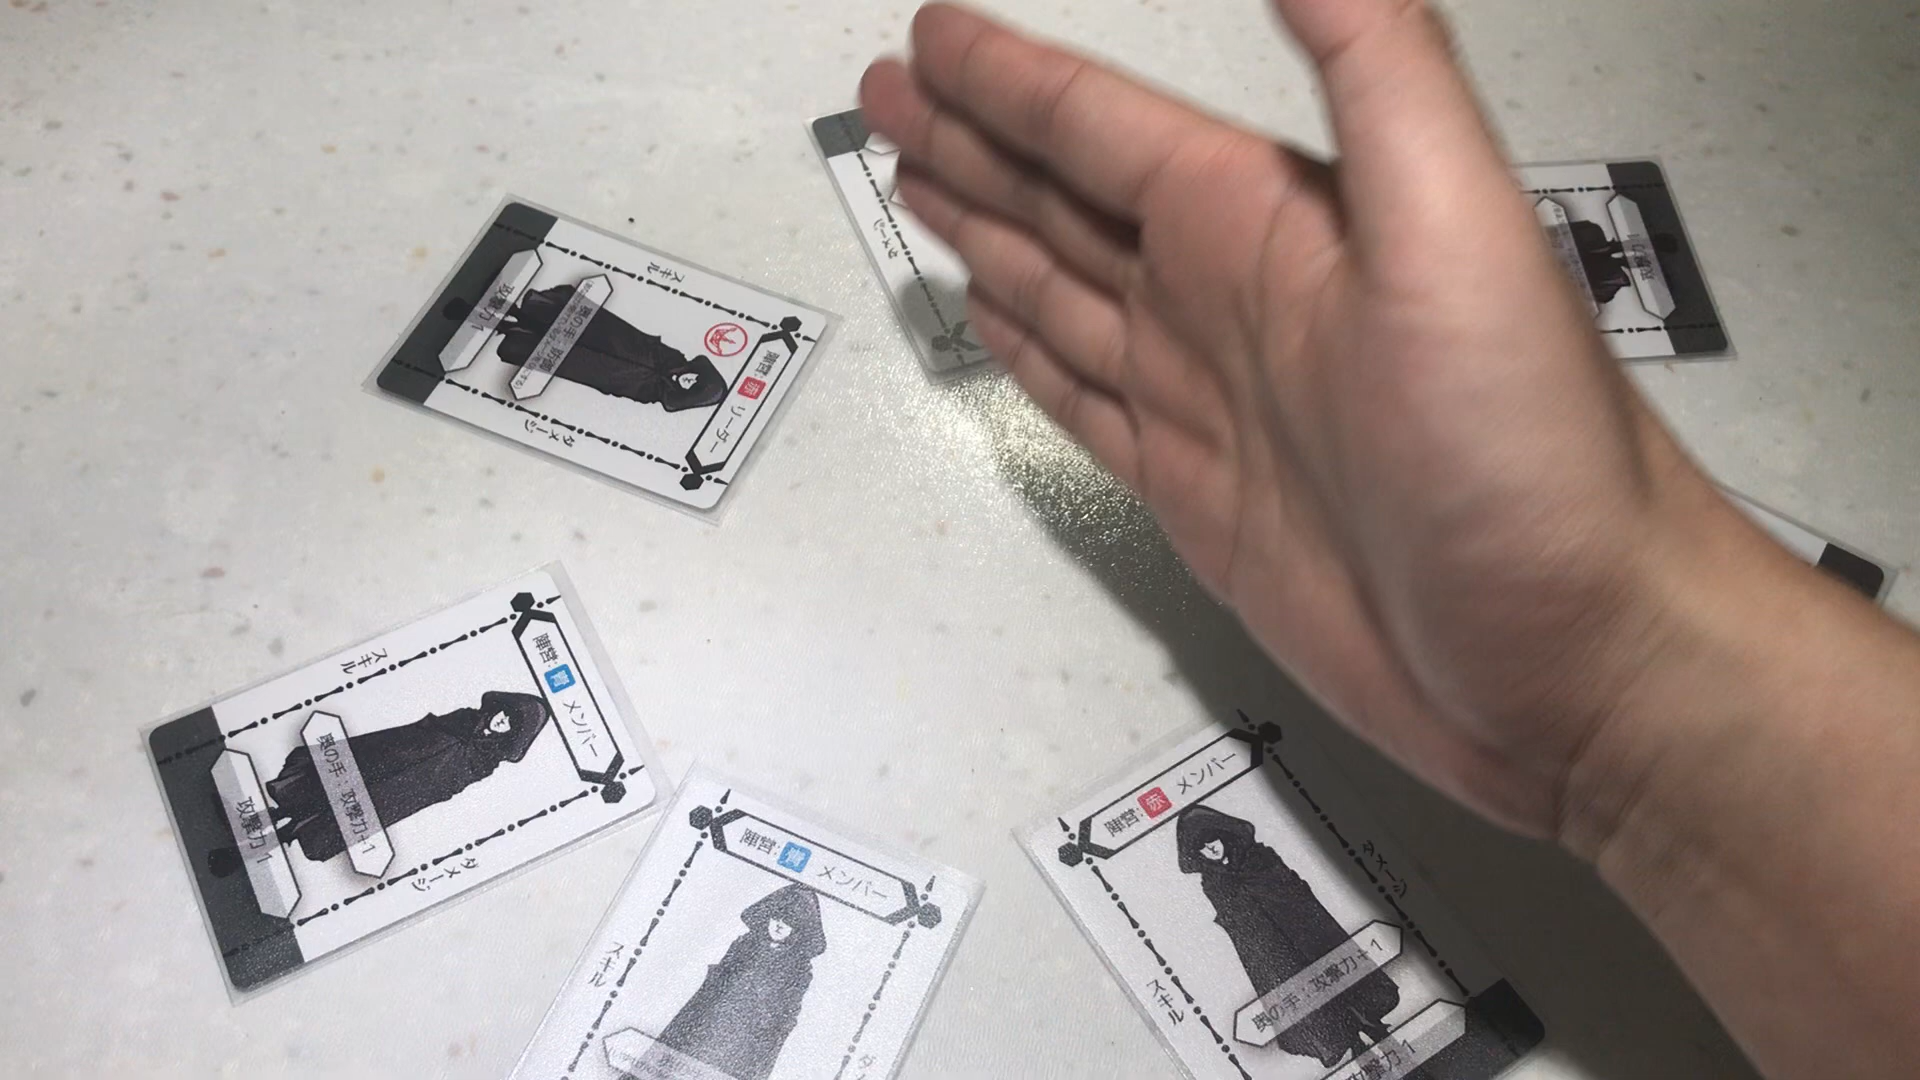 スキル
陣営: 赤 リーダー
攻撃力 1
ダメージ
ダメージ
攻撃力 1
スキル
陣営: 青 メンバー
奥の手：攻撃力+1
攻撃力 1
ダメージ
陣営: 青 メンバー
スキル
陣営: 赤 メンバー
ダメージ
奥の手：攻撃力+1
スキル
攻撃力 1